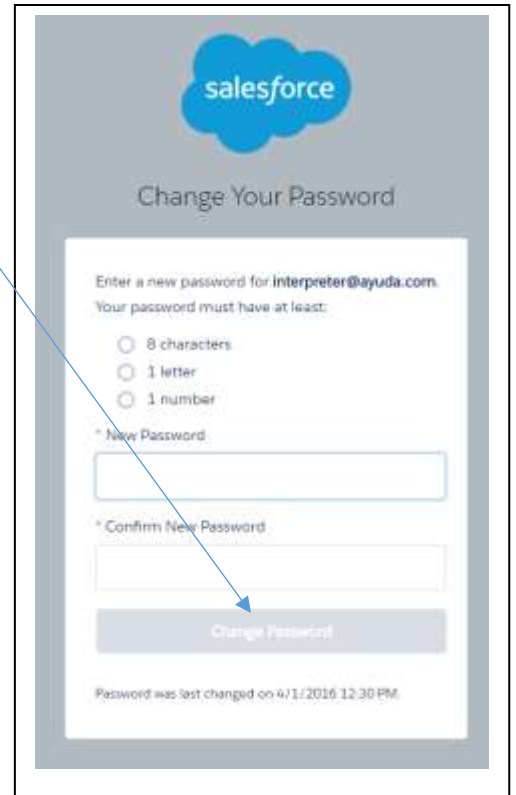 salesforce
Change Your Password
Enter a new password for interpreter@ayuda.com.
Your password must have at least:
8 characters
1 letter
1 number
* New Password
* Confirm New Password
Change Password
Password was last changed on 4/1/2016 12:30 PM.